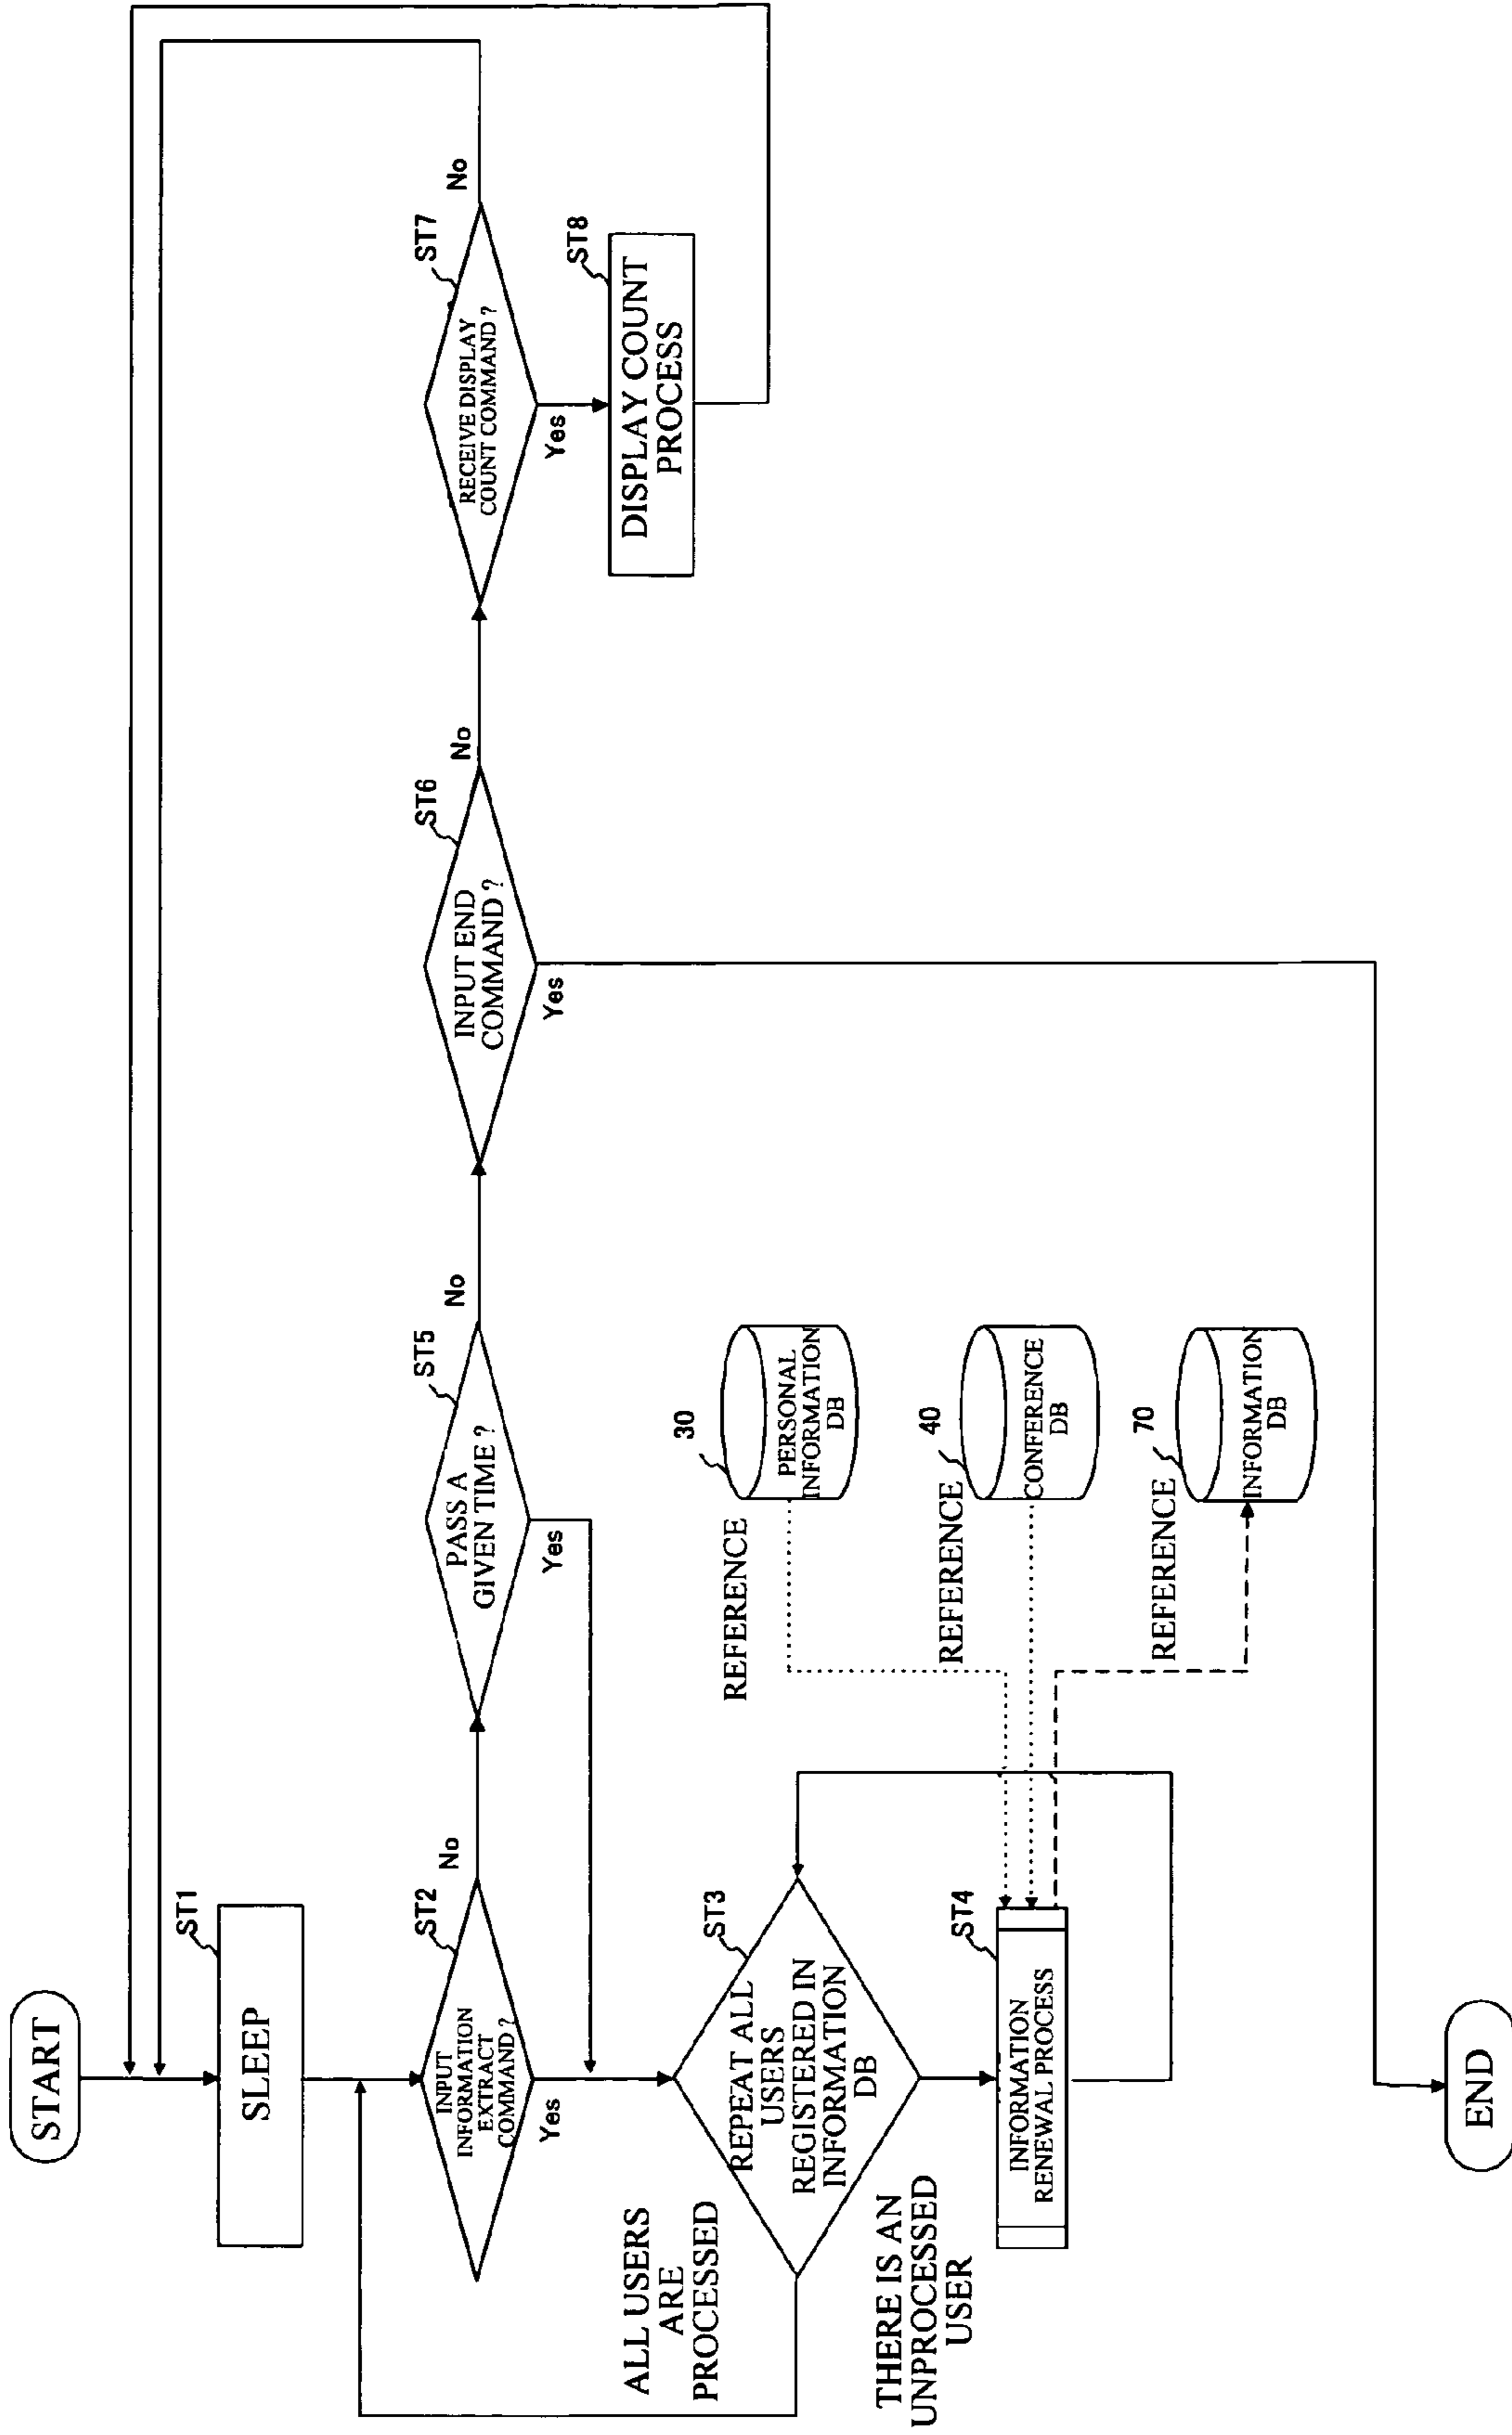 START
ST1
SLEEP
ST2
INPUT
INFORMATION
EXTRACT
COMMAND ?
No
Yes
ST5
PASS A
GIVEN TIME ?
No
Yes
ST6
INPUT END
COMMAND ?
No
Yes
ST7
RECEIVE DISPLAY
COUNT COMMAND ?
No
Yes
ST8
DISPLAY COUNT
PROCESS
ST3
REPEAT ALL
USERS
REGISTERED IN
INFORMATION
DB
ALL USERS
ARE
PROCESSED
THERE IS AN
UNPROCESSED
USER
ST4
INFORMATION
RENEWAL PROCESS
REFERENCE
30
PERSONAL
INFORMATION
DB
REFERENCE
40
CONFERENCE
DB
REFERENCE
70
INFORMATION
DB
END